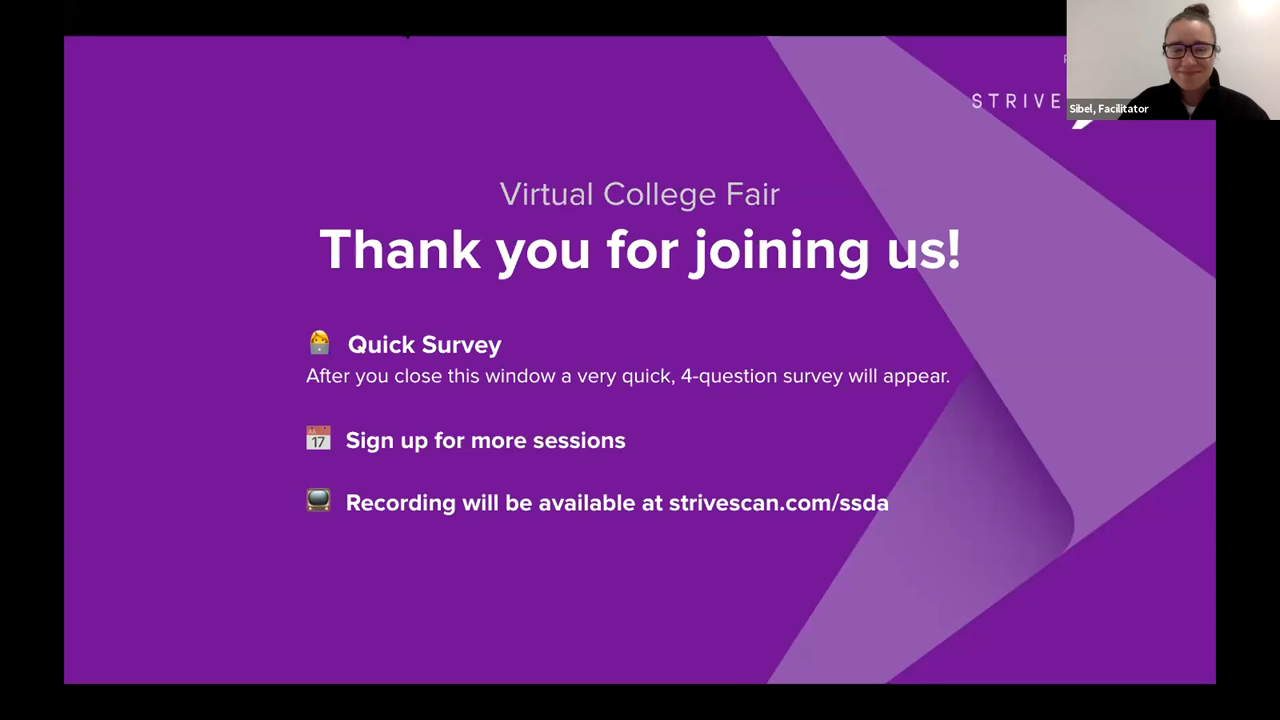 STRIVE
Sibel, Facilitator
Virtual College Fair
Thank you for joining us!
Quick Survey
After you close this window a very quick, 4-question survey will appear.
17
Sign up for more sessions
Recording will be available at strivescan.com/ssda